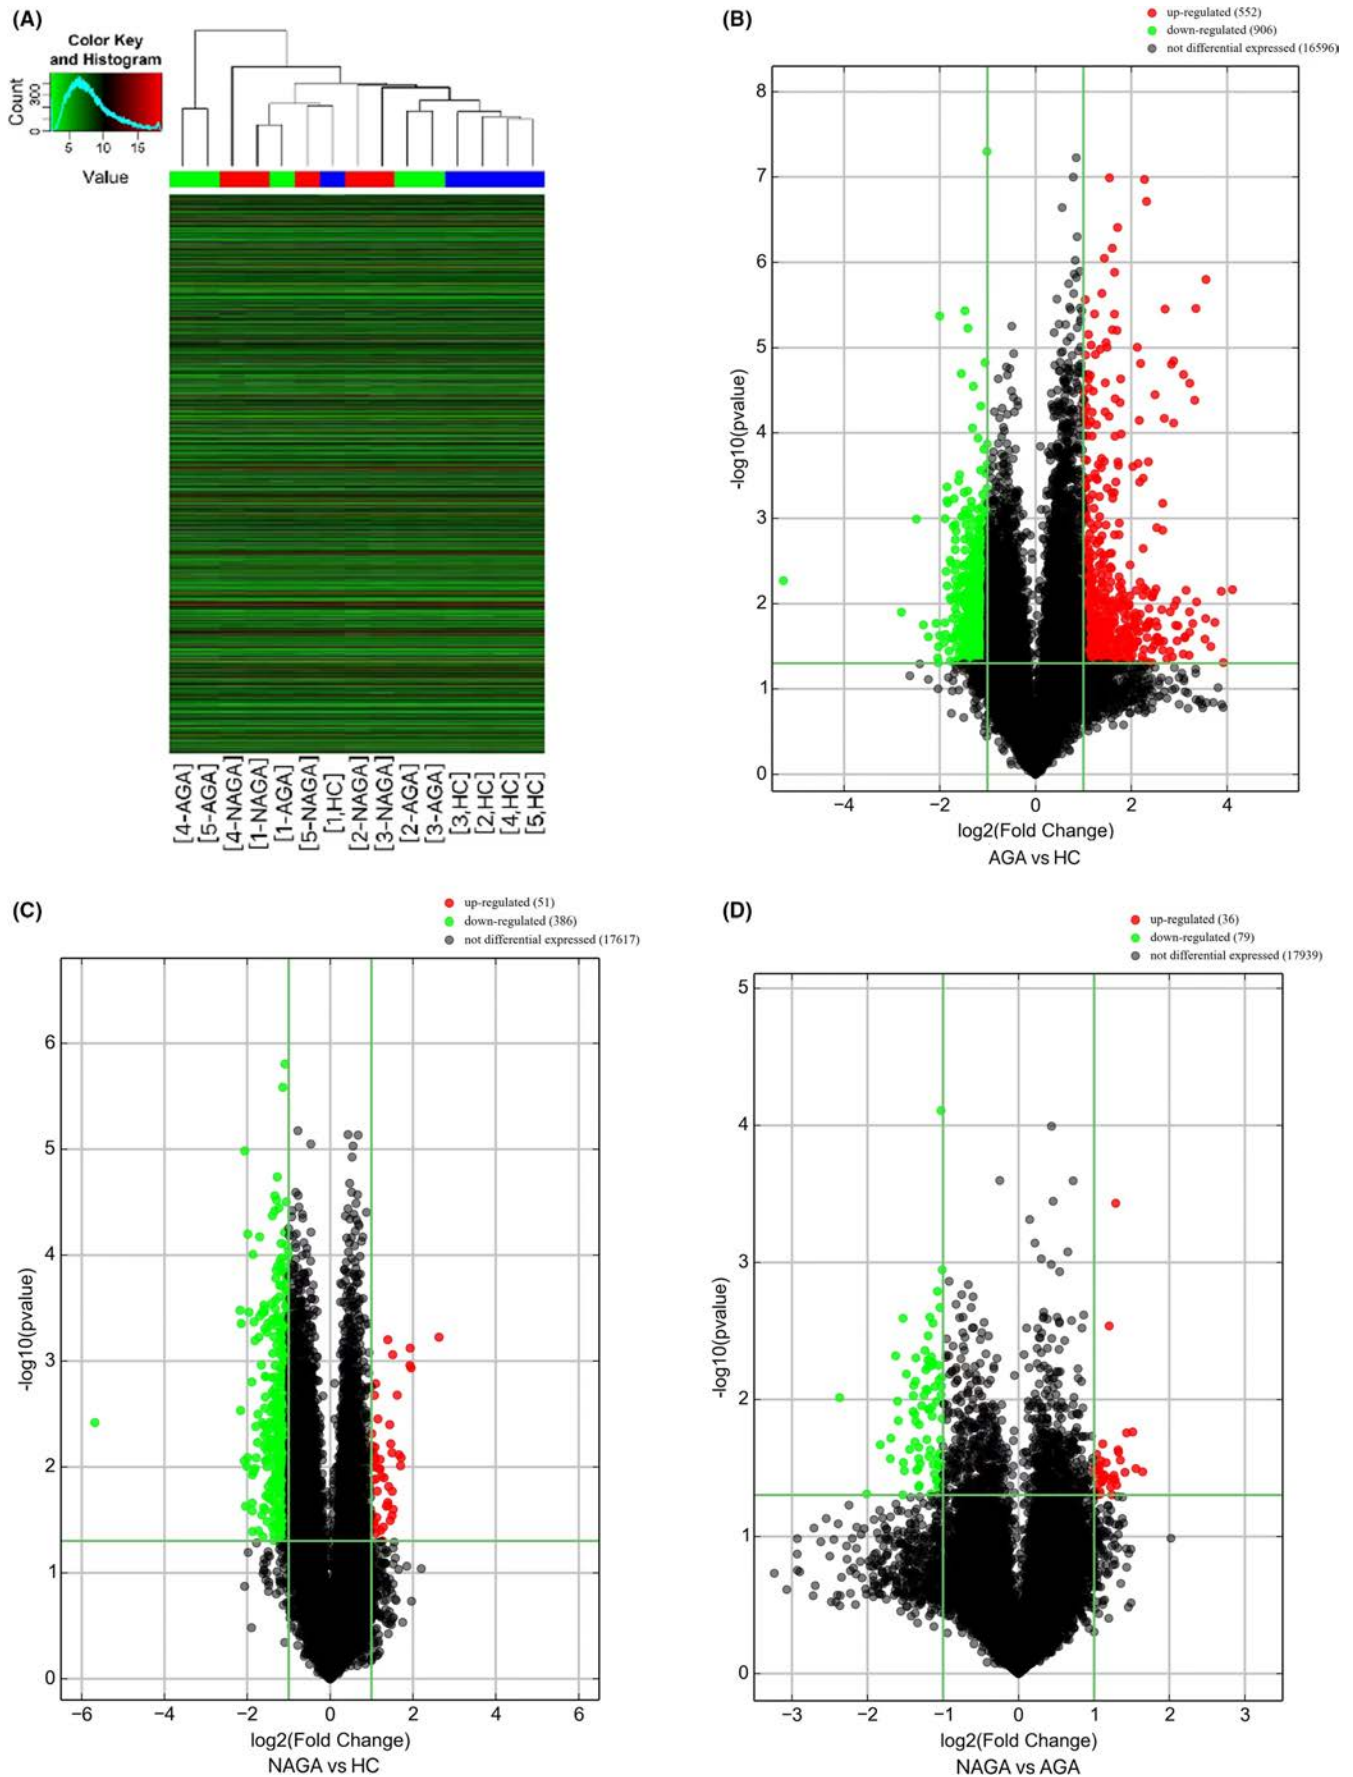 (A)
Color Key
and Histogram
Count
0 300
5 10 15
Value
[4-AGA]
[5-AGA]
[4-NAGA]
[1-NAGA]
[1-AGA]
[5-NAGA]
[1,HC]
[2-NAGA]
[3-NAGA]
[2-AGA]
[3-AGA]
[3,HC]
[2,HC]
[4,HC]
[5,HC]
(B)
up-regulated (552)
down-regulated (906)
not differential expressed (16596)
8
7
6
5
4
3
2
1
0
-log10(pvalue)
−4 −2 0 2 4
log2(Fold Change)
AGA vs HC
(C)
up-regulated (51)
down-regulated (386)
not differential expressed (17617)
6
5
4
3
2
1
0
-log10(pvalue)
−6 −4 −2 0 2 4 6
log2(Fold Change)
NAGA vs HC
(D)
up-regulated (36)
down-regulated (79)
not differential expressed (17939)
5
4
3
2
1
0
-log10(pvalue)
−3 −2 −1 0 1 2 3
log2(Fold Change)
NAGA vs AGA